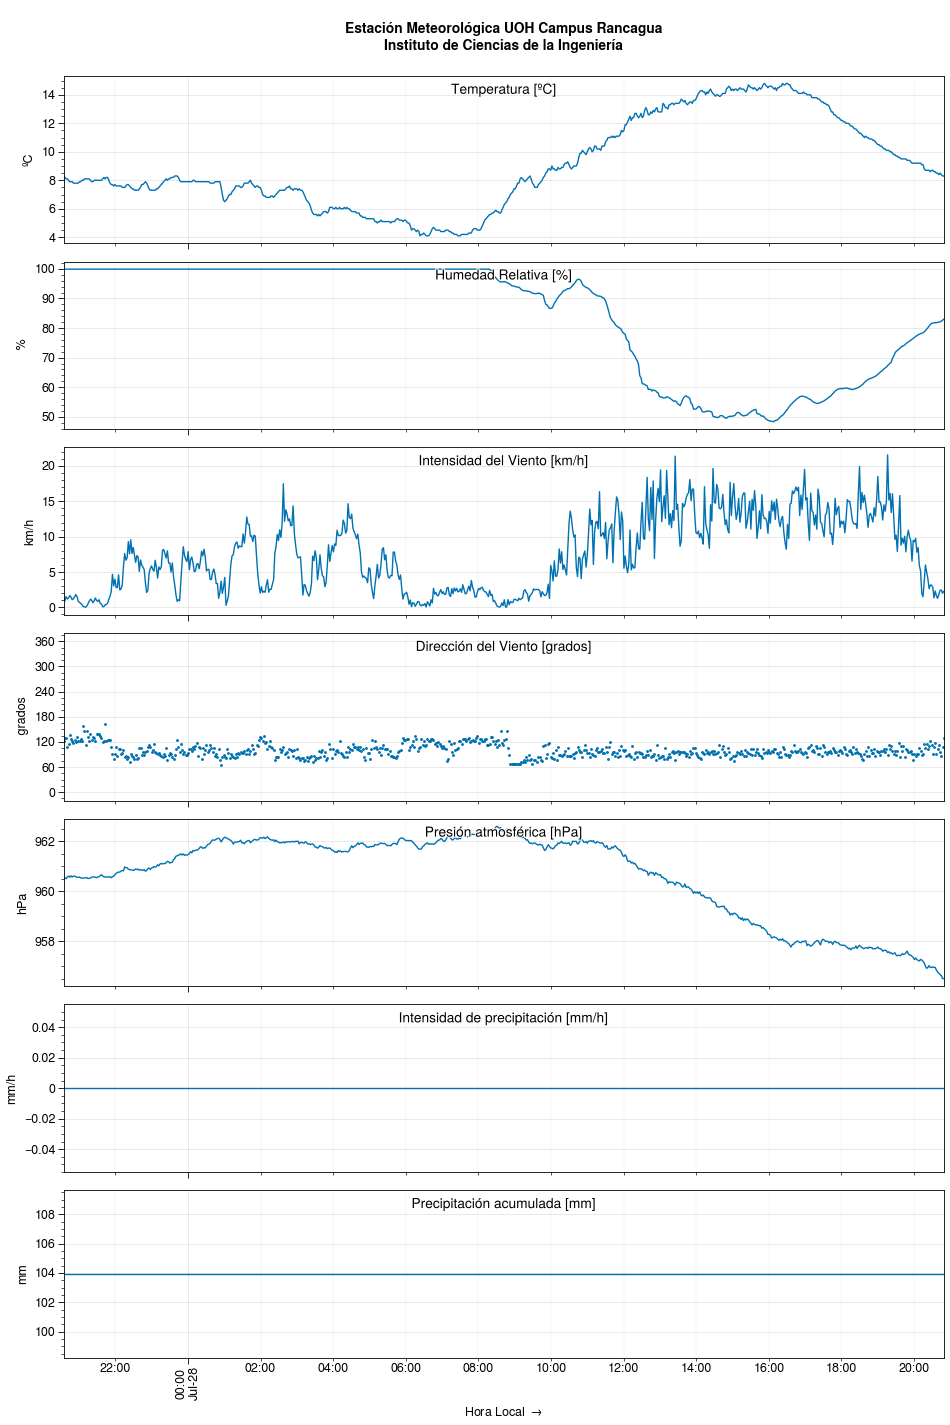 Estación Meteorológica UOH Campus Rancagua
Instituto de Ciencias de la Ingeniería
Temperatura [ºC]
ºC
14
12
10
8
6
4
Humedad Relativa [%]
%
100
90
80
70
60
50
Intensidad del Viento [km/h]
km/h
20
15
10
5
0
Dirección del Viento [grados]
grados
360
300
240
180
120
60
0
Presión atmosférica [hPa]
hPa
962
960
958
Intensidad de precipitación [mm/h]
mm/h
0.04
0.02
0
−0.02
−0.04
Precipitación acumulada [mm]
mm
108
106
104
102
100
22:00
00:00
Jul-28
02:00
04:00
06:00
08:00
10:00
12:00
14:00
16:00
18:00
20:00
Hora Local →